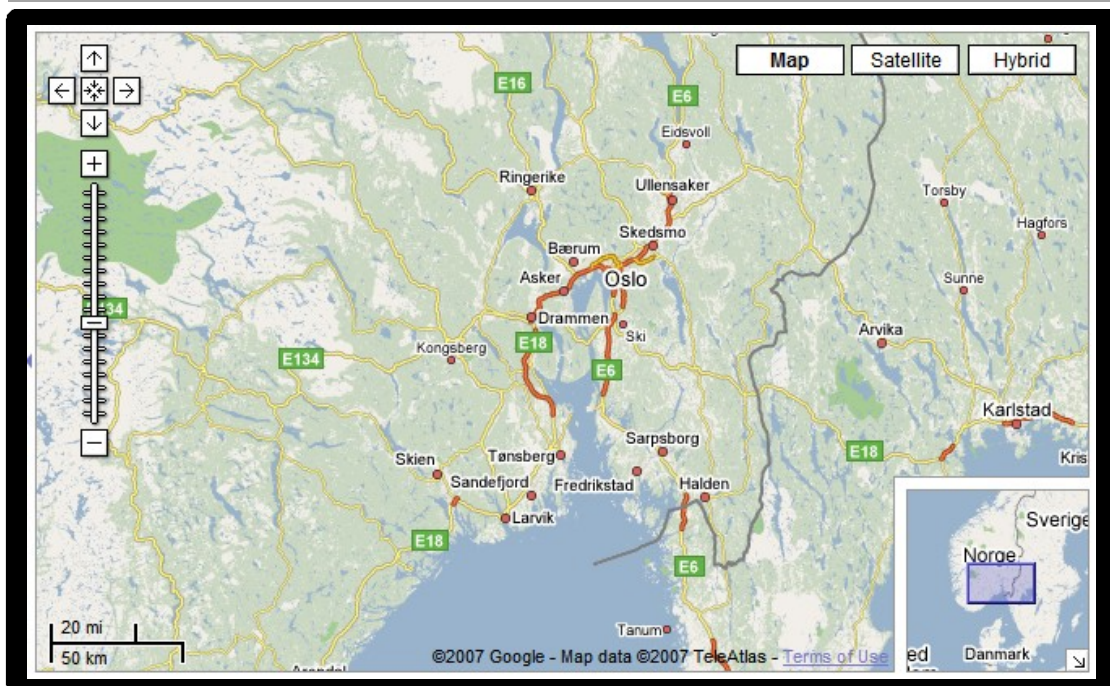 Map
Satellite
Hybrid
E16
E6
Eidsvoll
Ringerike
Ullensaker
Torsby
Hagfors
Skedsmo
Bærum
Asker
Oslo
Sunne
134
Drammen
Ski
Arvika
E18
Kongsberg
E134
E6
Karlstad
Sarpsborg
E18
Kris
Skien
Tønsberg
Sandefjord
Fredrikstad
Halden
Larvik
E18
Sverige
Norge
E6
20 mi
50 km
Tanum
©2007 Google - Map data ©2007 TeleAtlas - Terms of Use
ed
Danmark